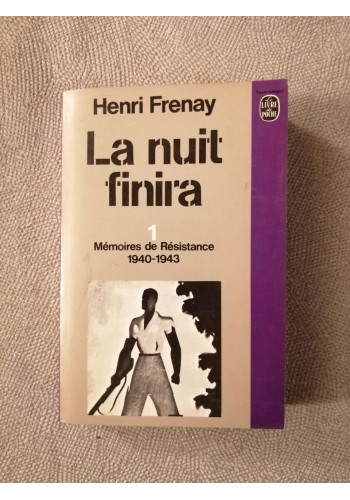 Henri Frenay
La nuit
finira
1
Mémoires de Résistance
1940-1943
LE LIVRE
DE
POCHE